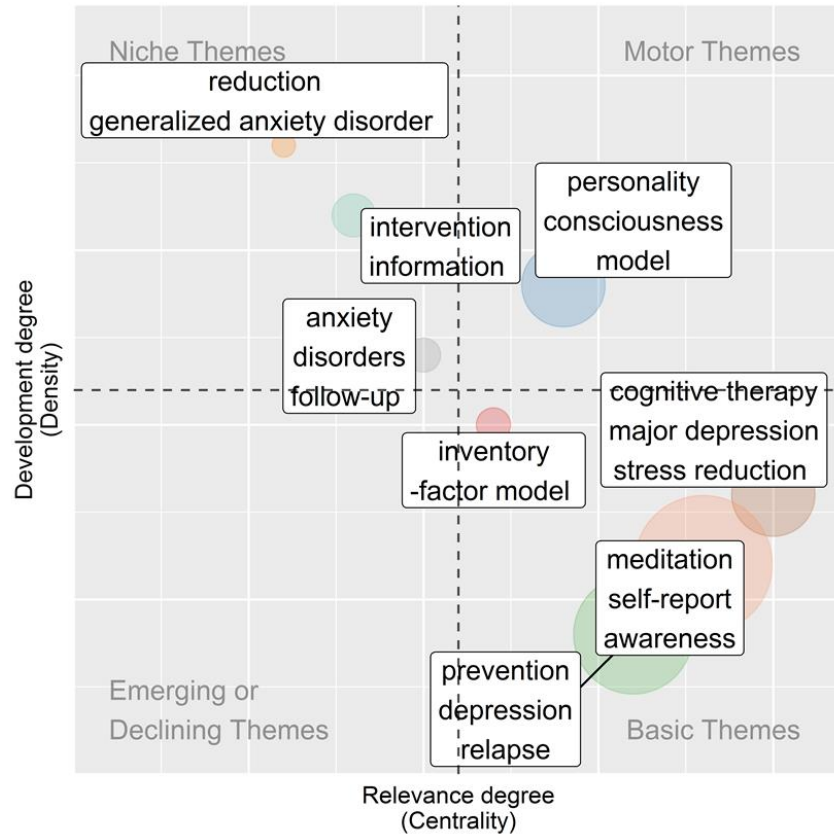 Niche Themes
Motor Themes
reduction
generalized anxiety disorder
personality
consciousness
model
intervention
information
anxiety
disorders
follow-up
cognitive therapy
major depression
stress reduction
inventory
-factor model
meditation
self-report
awareness
prevention
depression
relapse
Emerging or
Declining Themes
Basic Themes
Development degree
(Density)
Relevance degree
(Centrality)